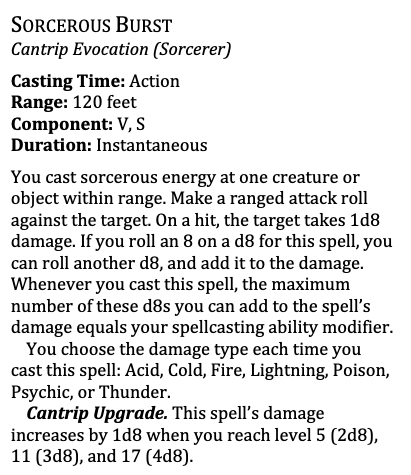 SORCEROUS BURST
Cantrip Evocation (Sorcerer)
Casting Time: Action
Range: 120 feet
Component: V, S
Duration: Instantaneous
You cast sorcerous energy at one creature or
object within range. Make a ranged attack roll
against the target. On a hit, the target takes 1d8
damage. If you roll an 8 on a d8 for this spell, you
can roll another d8, and add it to the damage.
Whenever you cast this spell, the maximum
number of these d8s you can add to the spell’s
damage equals your spellcasting ability modifier.
You choose the damage type each time you
cast this spell: Acid, Cold, Fire, Lightning, Poison,
Psychic, or Thunder.
Cantrip Upgrade. This spell’s damage
increases by 1d8 when you reach level 5 (2d8),
11 (3d8), and 17 (4d8).